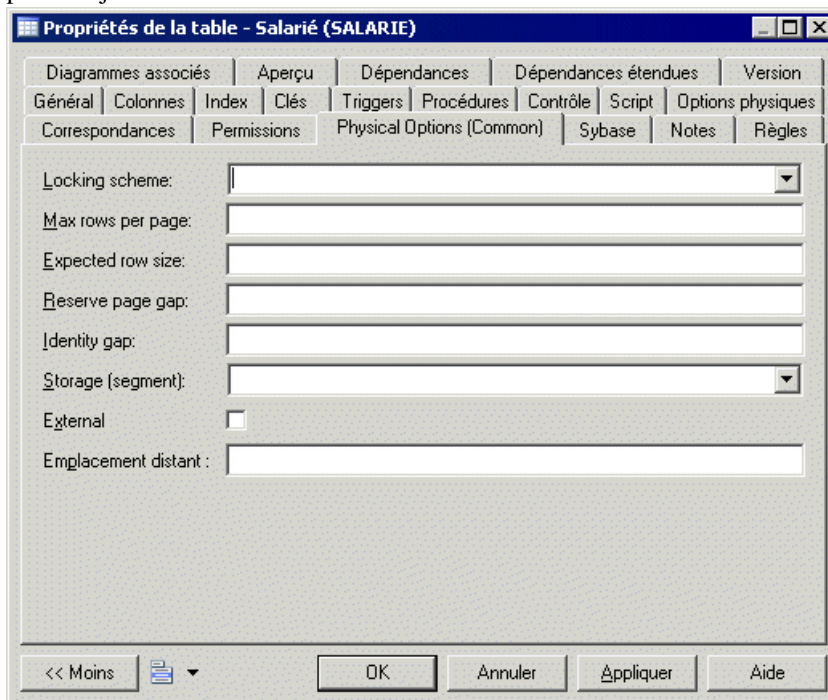 Propriétés de la table - Salarié (SALARIE)
Diagrammes associés Aperçu Dépendances Dépendances étendues Version
Général Colonnes Index Clés Triggers Procédures Contrôle Script Options physiques
Correspondances Permissions Physical Options (Common) Sybase Notes Règles
Locking scheme:
Max rows per page:
Expected row size:
Reserve page gap:
Identity gap:
Storage (segment):
External
Emplacement distant :
<< Moins OK Annuler Appliquer Aide